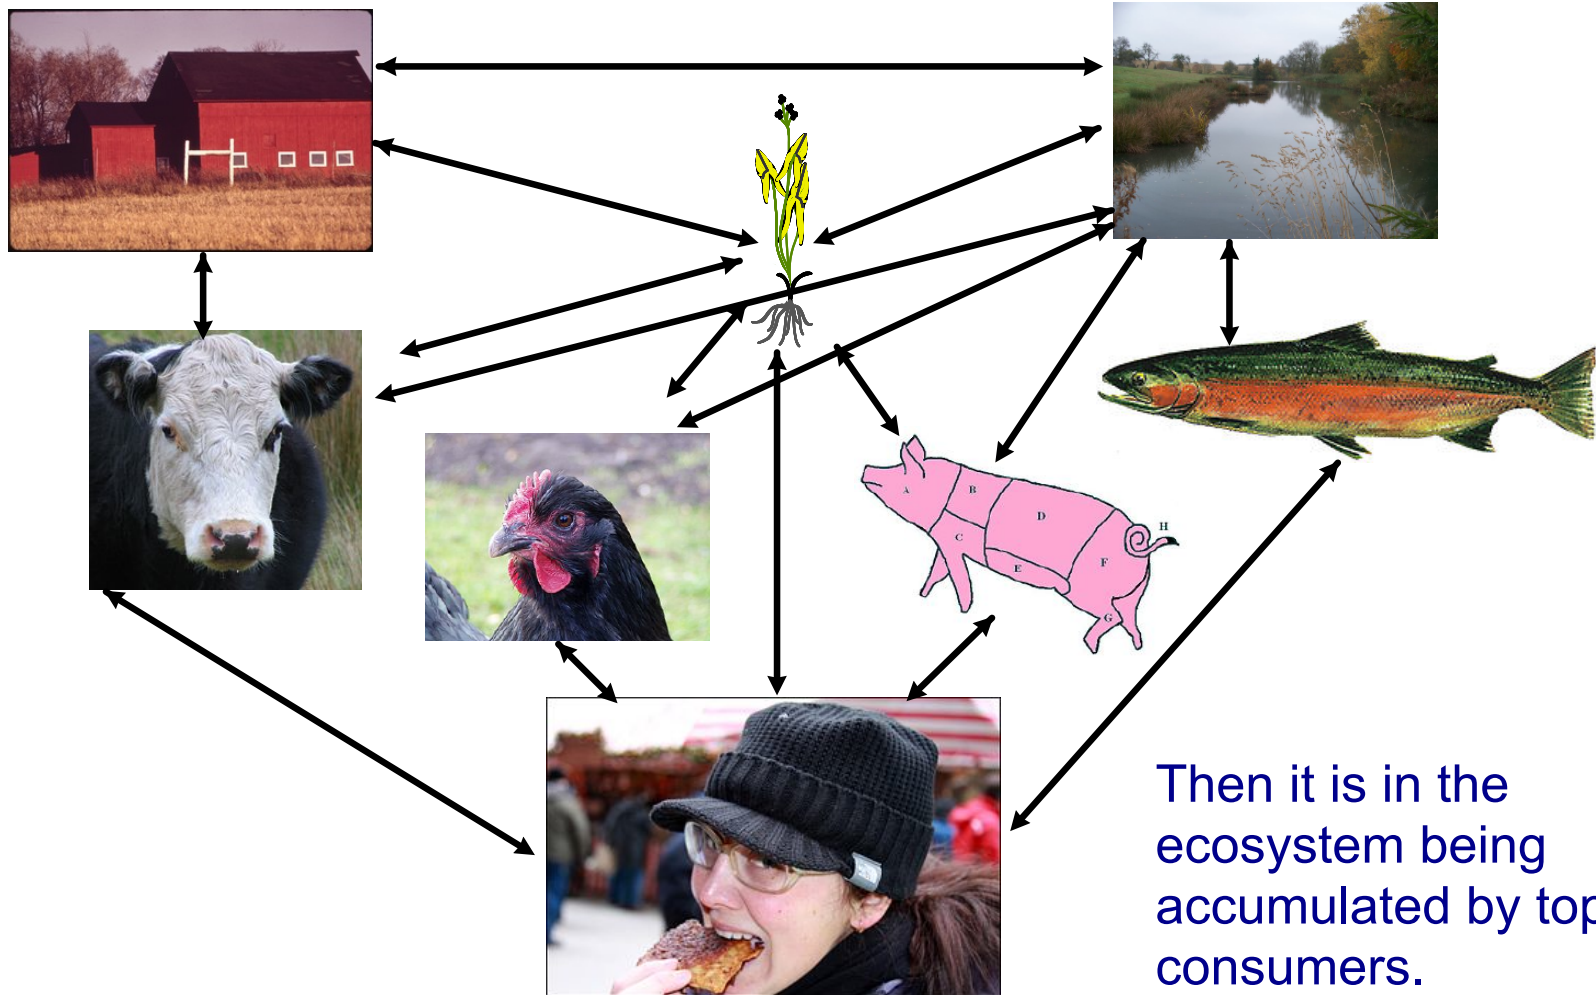 A
B
C
D
E
F
G
H
Then it is in the
ecosystem being
accumulated by top
consumers.